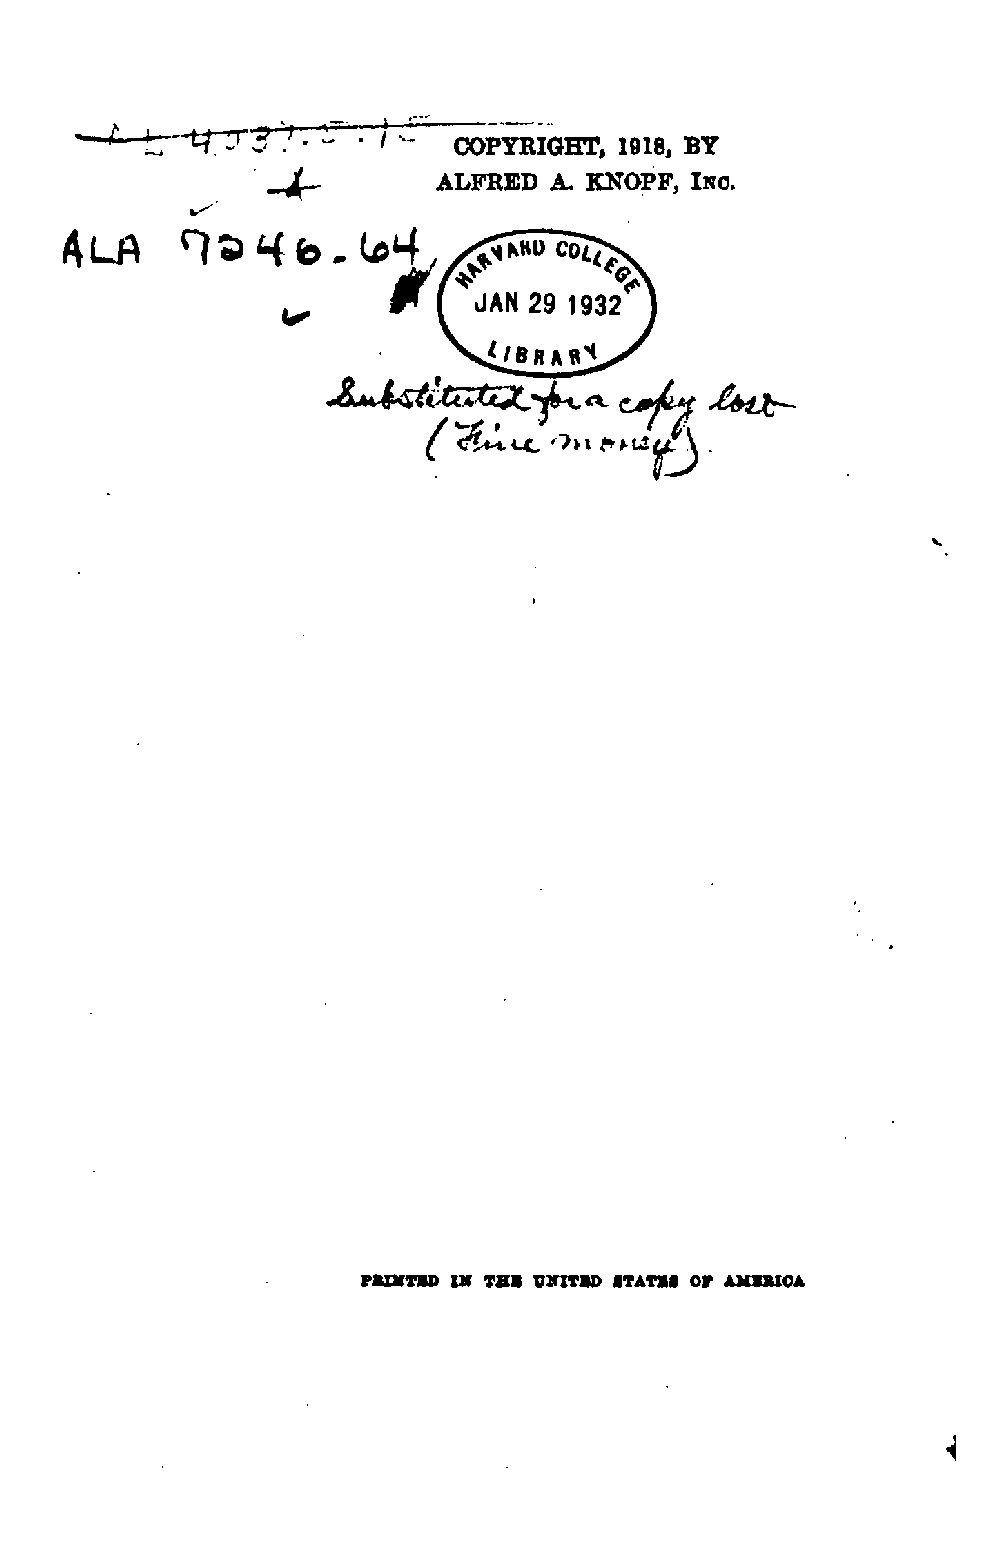 COPYRIGHT, 1918, BY
ALFRED A. KNOPF, INC.
ALA 7246.64
HARVARD COLLEGE
JAN 29 1932
LIBRARY
Substituted for a copy lost
(Fine money)
PRINTED IN THE UNITED STATES OF AMERICA